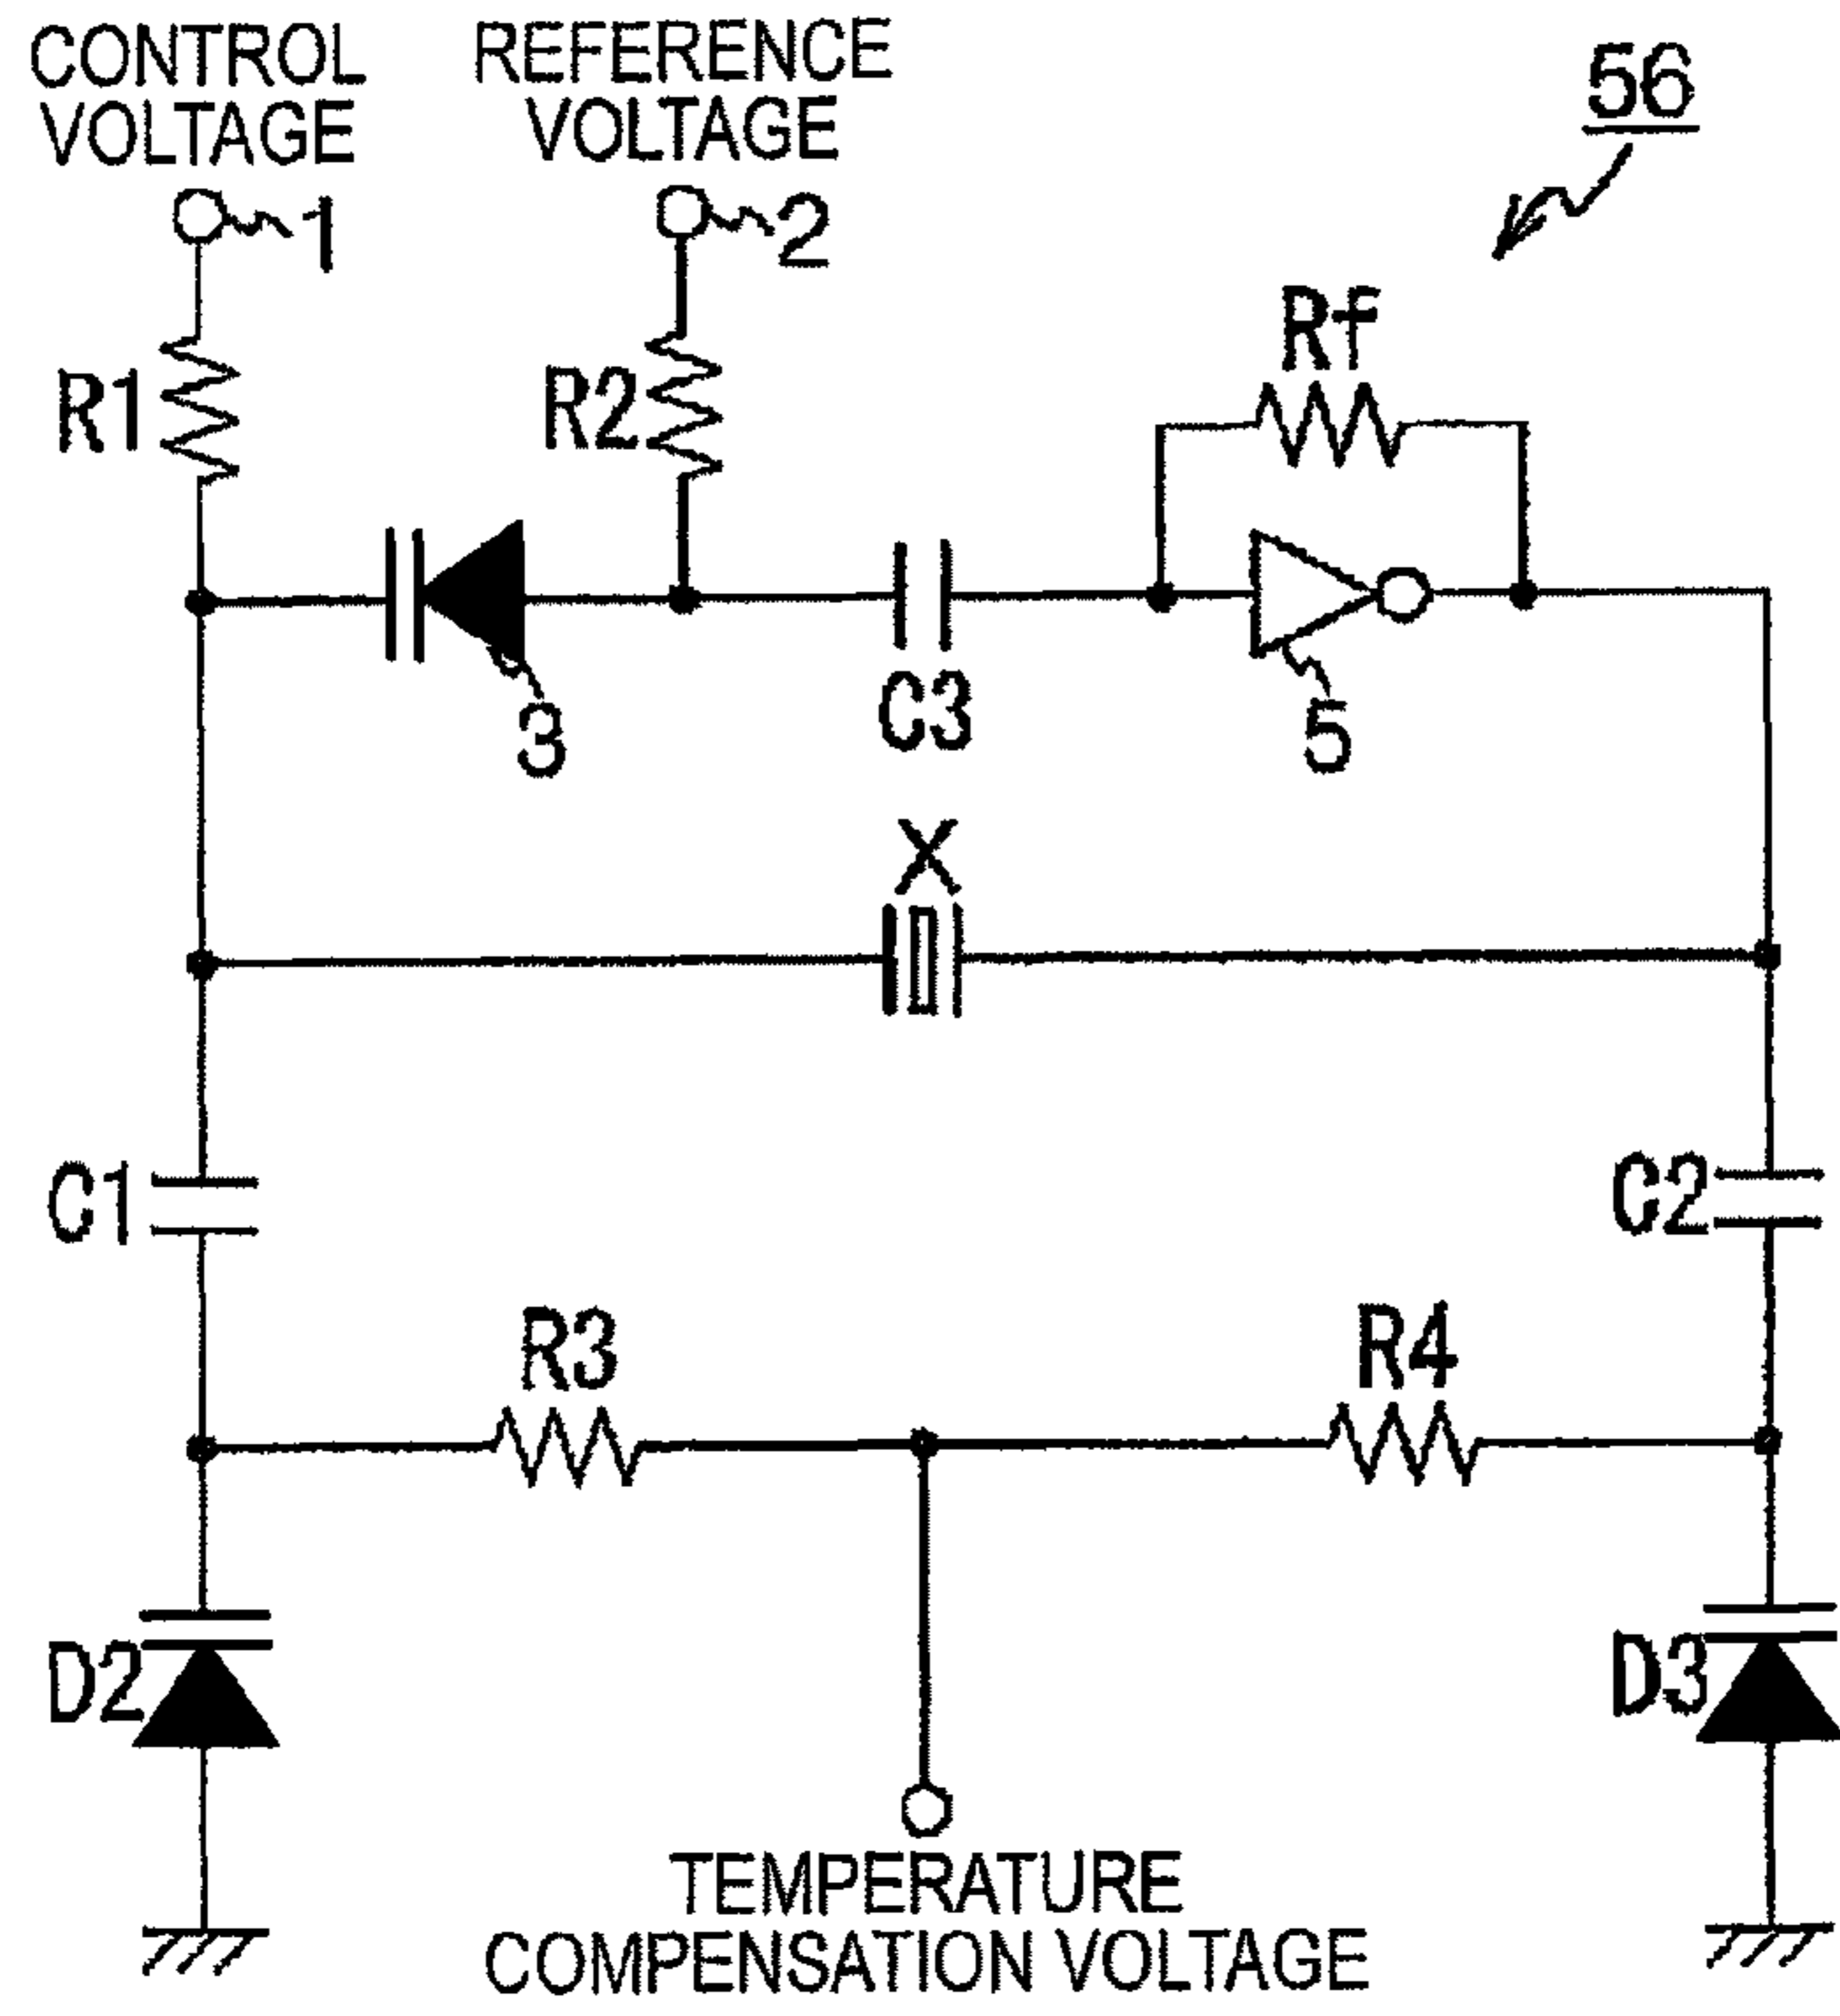 CONTROL
VOLTAGE
REFERENCE
VOLTAGE
56
1
2
Rf
R1
R2
3
C3
5
X
C1
C2
R3
R4
D2
D3
TEMPERATURE
COMPENSATION VOLTAGE